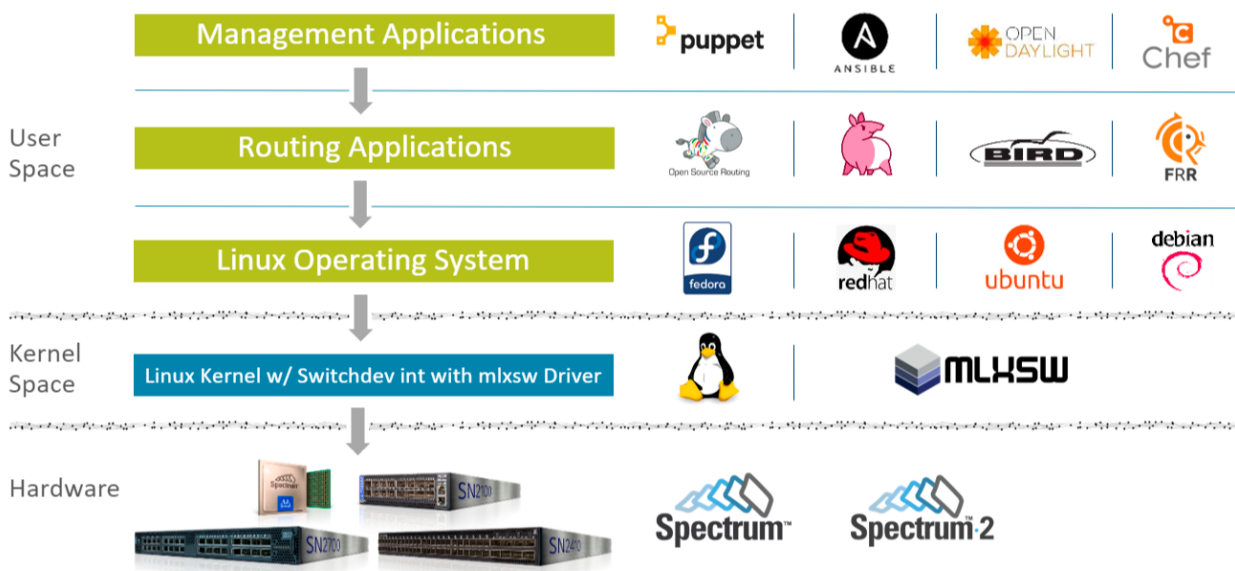 Management Applications
puppet
ANSIBLE
OPEN
DAYLIGHT
CHEF
User
Space
Routing Applications
Open Source Routing
BIRD
FRR
Linux Operating System
fedora
redhat
ubuntu
debian
Kernel
Space
Linux Kernel w/ Switchdev int with mlxsw Driver
MLXSW
Hardware
Spectrum
SN2100
SN2700
SN2410
Spectrum™
Spectrum™·2